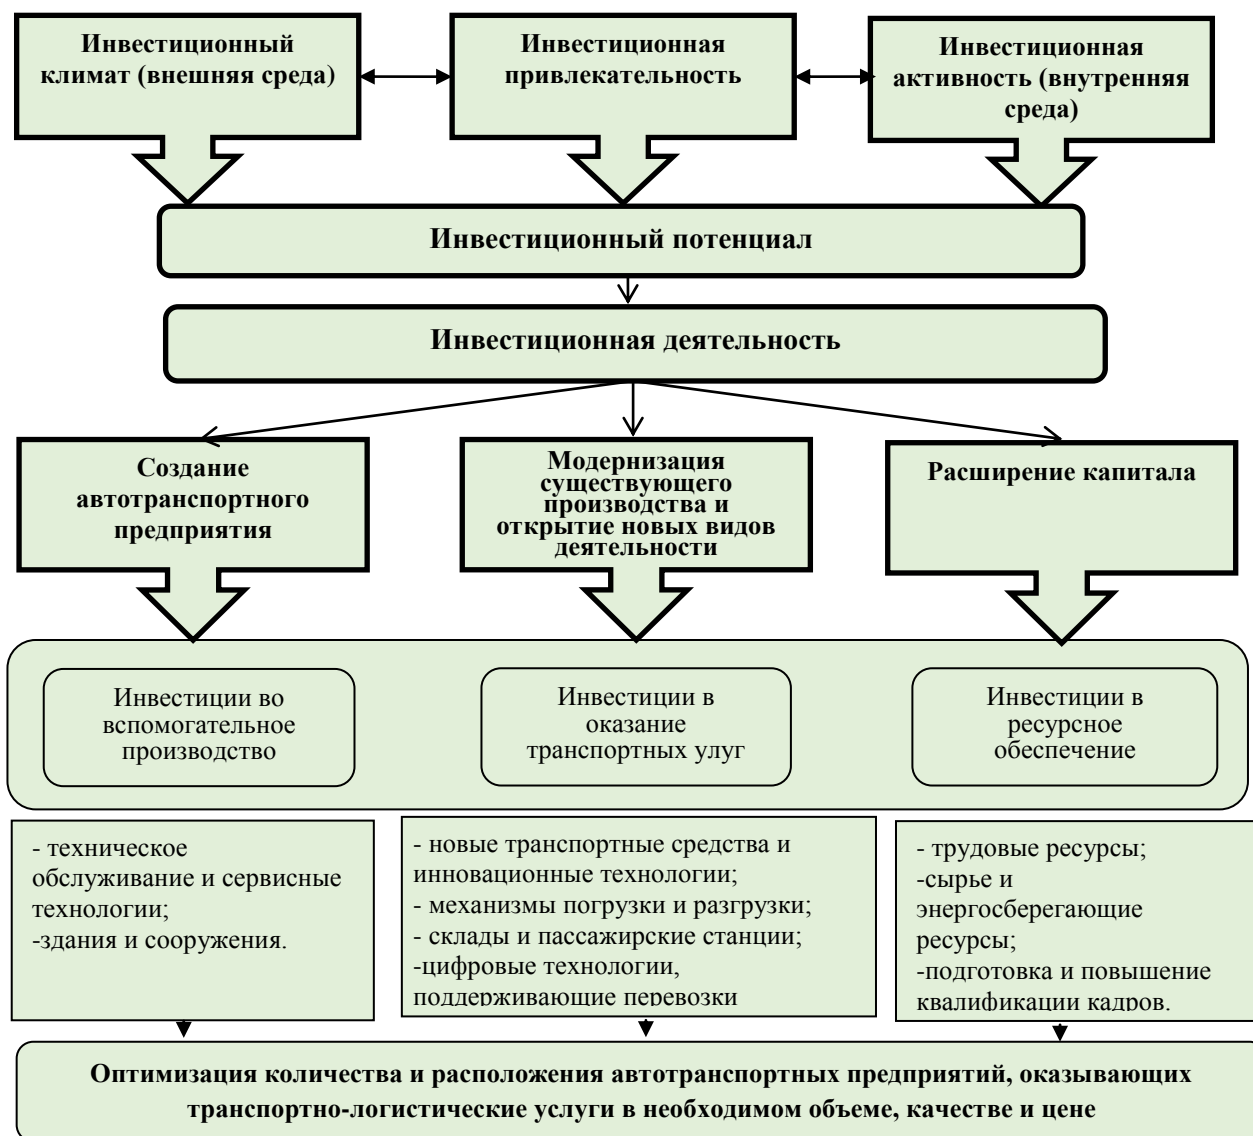 Инвестиционный
климат (внешняя среда)
Инвестиционная
привлекательность
Инвестиционная
активность (внутренняя
среда)
Инвестиционный потенциал
Инвестиционная деятельность
Создание
автотранспортного
предприятия
Модернизация
существующего
производства и
открытие новых видов
деятельности
Расширение капитала
Инвестиции во
вспомогательное
производство
Инвестиции в
оказание
транспортных улуг
Инвестиции в
ресурсное
обеспечение
- техническое
обслуживание и сервисные
технологии;
-здания и сооружения.
- новые транспортные средства и
инновационные технологии;
- механизмы погрузки и разгрузки;
- склады и пассажирские станции;
-цифровые технологии,
поддерживающие перевозки
- трудовые ресурсы;
-сырье и
энергосберегающие
ресурсы;
-подготовка и повышение
квалификации кадров.
Оптимизация количества и расположения автотранспортных предприятий, оказывающих
транспортно-логистические услуги в необходимом объеме, качестве и цене